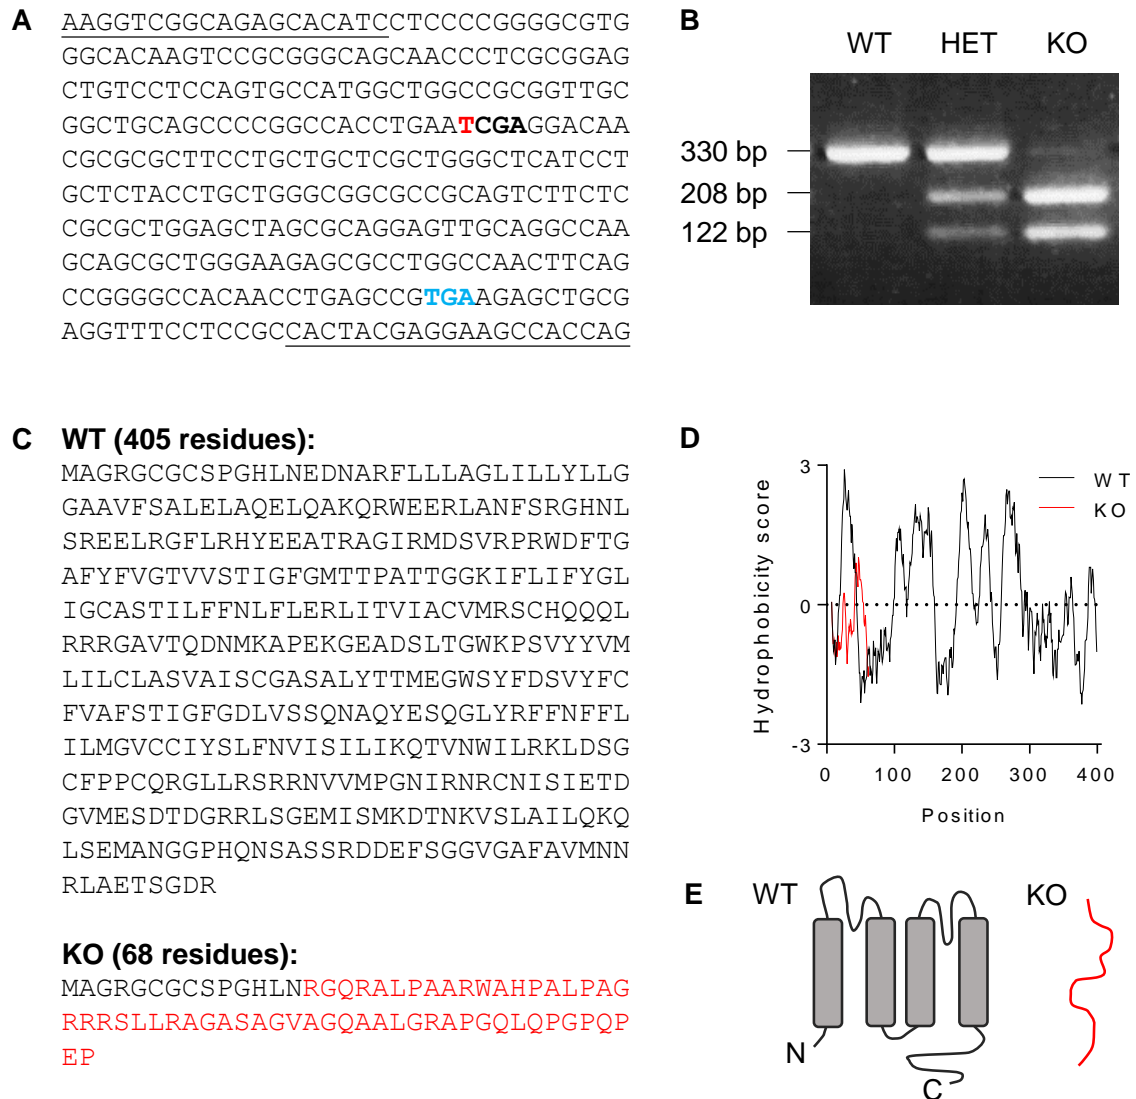 A
AAGGTCGGCAGAGCACATCCTCCCCGGGGCGTG
GGCACAAGTCCGCGGGCAGCAACCCTCGCGGAG
CTGTCCTCCAGTGCCATGGCTGGCCGCGGTTGC
GGCTGCAGCCCCGGCCACCTGAATCGAGGACAA
CGCGCGCTTCCTGCTGCTCGCTGGGCTCATCCT
GCTCTACCTGCTGGGCGGCGCCGCAGTCTTCTC
CGCGCTGGAGCTAGCGCAGGAGTTGCAGGCCAA
GCAGCGCTGGGAAGAGCGCCTGGCCAACTTCAG
CCGGGGCCACAACCTGAGCCGTGAAGAGCTGCG
AGGTTTCCTCCGCCACTACGAGGAAGCCACCAG
B
WT HET KO
330 bp
208 bp
122 bp
C
WT (405 residues):
MAGRGCGCSPGHLNEDNARFLLLAGLILLYLLG
GAAVFSALELAQELQAKQRWEERLANFSRGHNL
SREELRGFLRHYEEATRAGIRMDSVRPRWDFTG
AFYFVGTVVSTIGFGMTTPATTGGKIFLIFYGL
IGCASTILFFNLFLERLITVIACVMRSCHQQQL
RRRGAVTQDNMKAPEKGEADSLTGWKPSVYYVM
LILCLASVAISCGASALYTTMEGWSYFDSVYFC
FVAFSTIGFGDLVSSQNAQYESQGLYRFFNFFL
ILMGVCCIYSLFNVISILIKQTVNWILRKLDSG
CFPPCQRGLLRSRRNVVMPGNIRNRCNISIETD
GVMESDTDGRRLSGEMISMKDTNKVSLAILQKQ
LSEMANGGPHQNSASSRDDEFSGGVGAFAVMNN
RLAETSGDR
KO (68 residues):
MAGRGCGCSPGHLNRGQRALPAARWAHPALPAG
RRRSLLRAGASAGVAGQAALGRAPGQLQPGPQP
EP
D
Hydrophobicity score
3
0
-3
WT
KO
0 100 200 300 400
Position
E
WT
KO
N
C